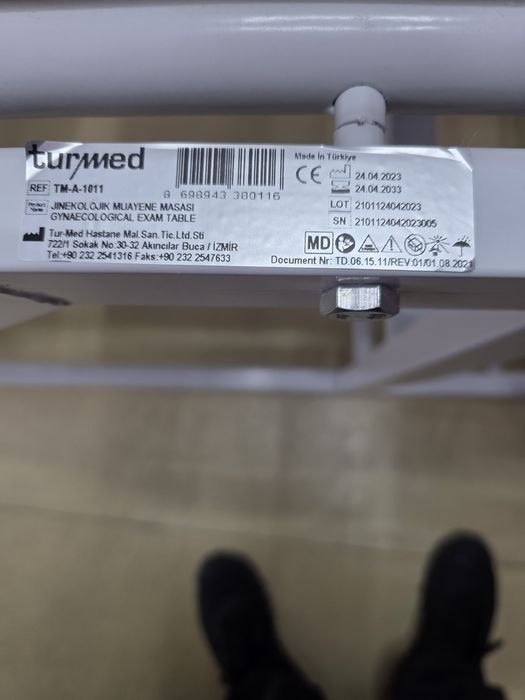 turmed
REF TM-A-1011
Product Name JINEKOLOJIK MUAYENE MASASI
GYNAECOLOGICAL EXAM TABLE
Tur-Med Hastane Mal.San.Tic.Ltd.Sti
722/1 Sokak No:30-32 Akıncılar Buca / İZMİR
Tel:+90 232 2541316 Faks:+90 232 2547633
8 698943 380116
Made in Türkiye
CE
24.04.2023
24.04.2033
LOT 2101124042023
SN 2101124042023005
MD
Document Nr: TD.06.15.11/REV:01/01.08.2021